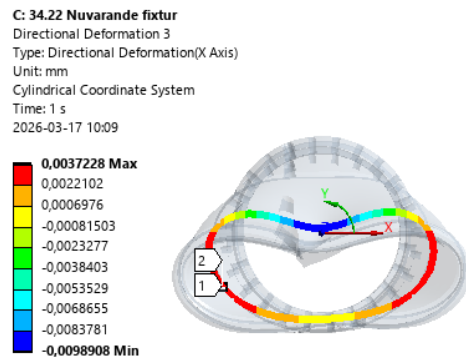 C: 34.22 Nuvarande fixtur
Directional Deformation 3
Type: Directional Deformation(X Axis)
Unit: mm
Cylindrical Coordinate System
Time: 1 s
2026-03-17 10:09
0,0037228 Max
0,0022102
0,0006976
-0,00081503
-0,0023277
-0,0038403
-0,0053529
-0,0068655
-0,0083781
-0,0098908 Min
Y
X
2
1